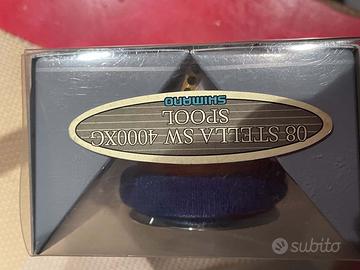 08 STELLA SW 4000XG
SPOOL
SHIMANO
subito